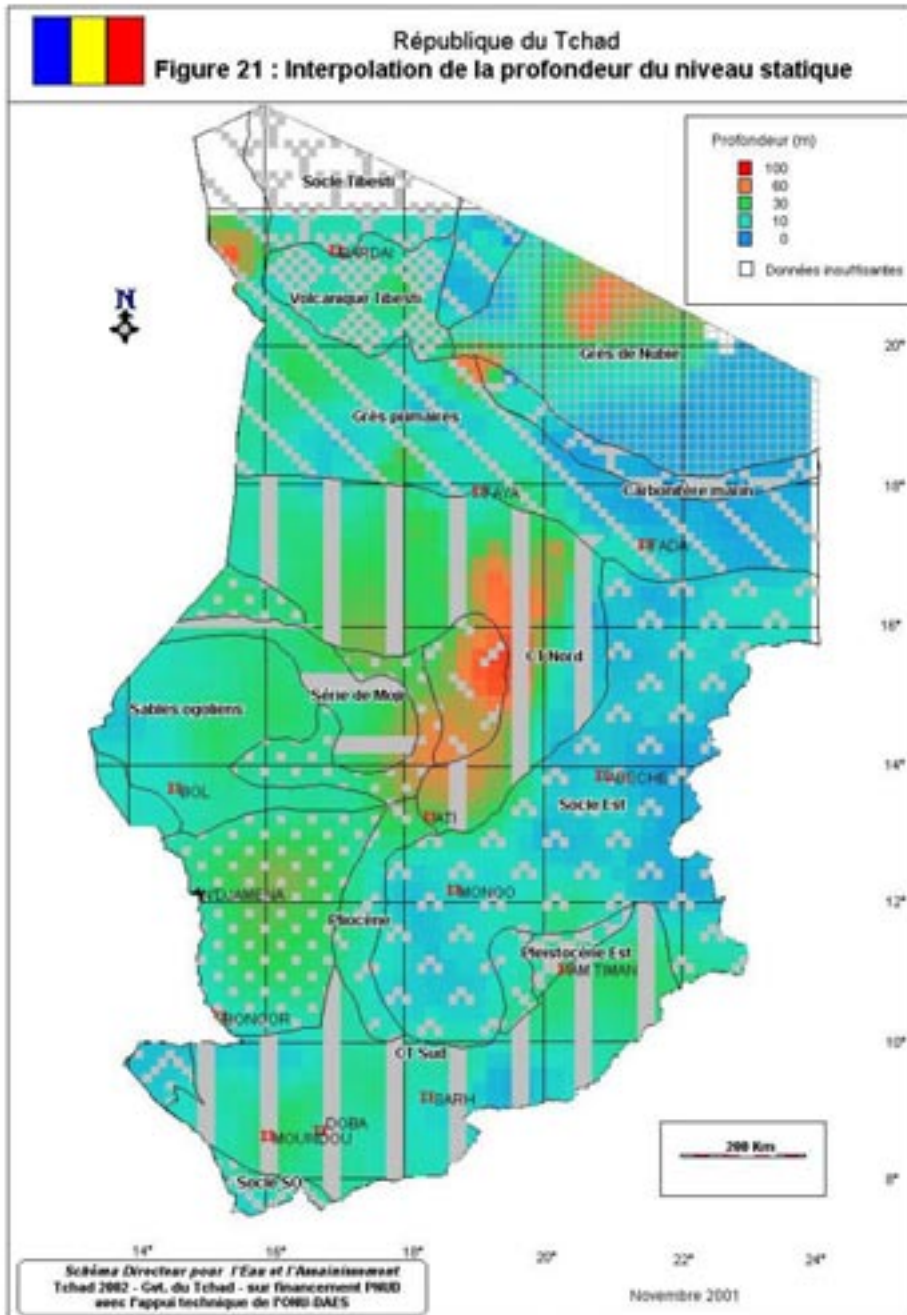 République du Tchad
Figure 21 : Interpolation de la profondeur du niveau statique
Profondeur (m)
100
60
30
10
0
Données insuffisantes
Socle Tibesti
BARDAI
Volcanique Tibesti
N
20°
Grès de Nubie
Grès primaires
Carbonifère marin
18°
FAYA
FADA
16°
CT Nord
Série de Moji
Sables ogoliens
14°
ABECHE
BOL
Socle Est
ATI
MONGO
N'DJAMENA
12°
Pliocène
Pleistocène Est
AM TIMAN
BONGOR
10°
CT Sud
SARH
DOBA
MOUNDOU
200 Km
Socle SO
8°
14°
16°
18°
20°
22°
24°
Schéma Directeur pour l'Eau et l'Assainissement
Tchad 2002 - Gvt. du Tchad - sur financement PNUD
avec l'appui technique de l'ONU-DAES
Novembre 2001